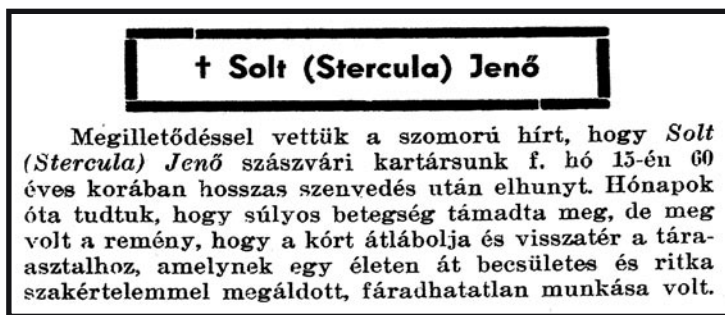 † Solt (Stercula) Jenő
Megilletődéssel vettük a szomorú hírt, hogy Solt
(Stercula) Jenő szászvári kartársunk f. hó 15-én 60
éves korában hosszas szenvedés után elhunyt. Hónapok
óta tudtuk, hogy súlyos betegség támadta meg, de meg
volt a remény, hogy a kórt átlábolja és visszatér a tára-
asztalhoz, amelynek egy életen át becsületes és ritka
szakértelemmel megáldott, fáradhatatlan munkása volt.